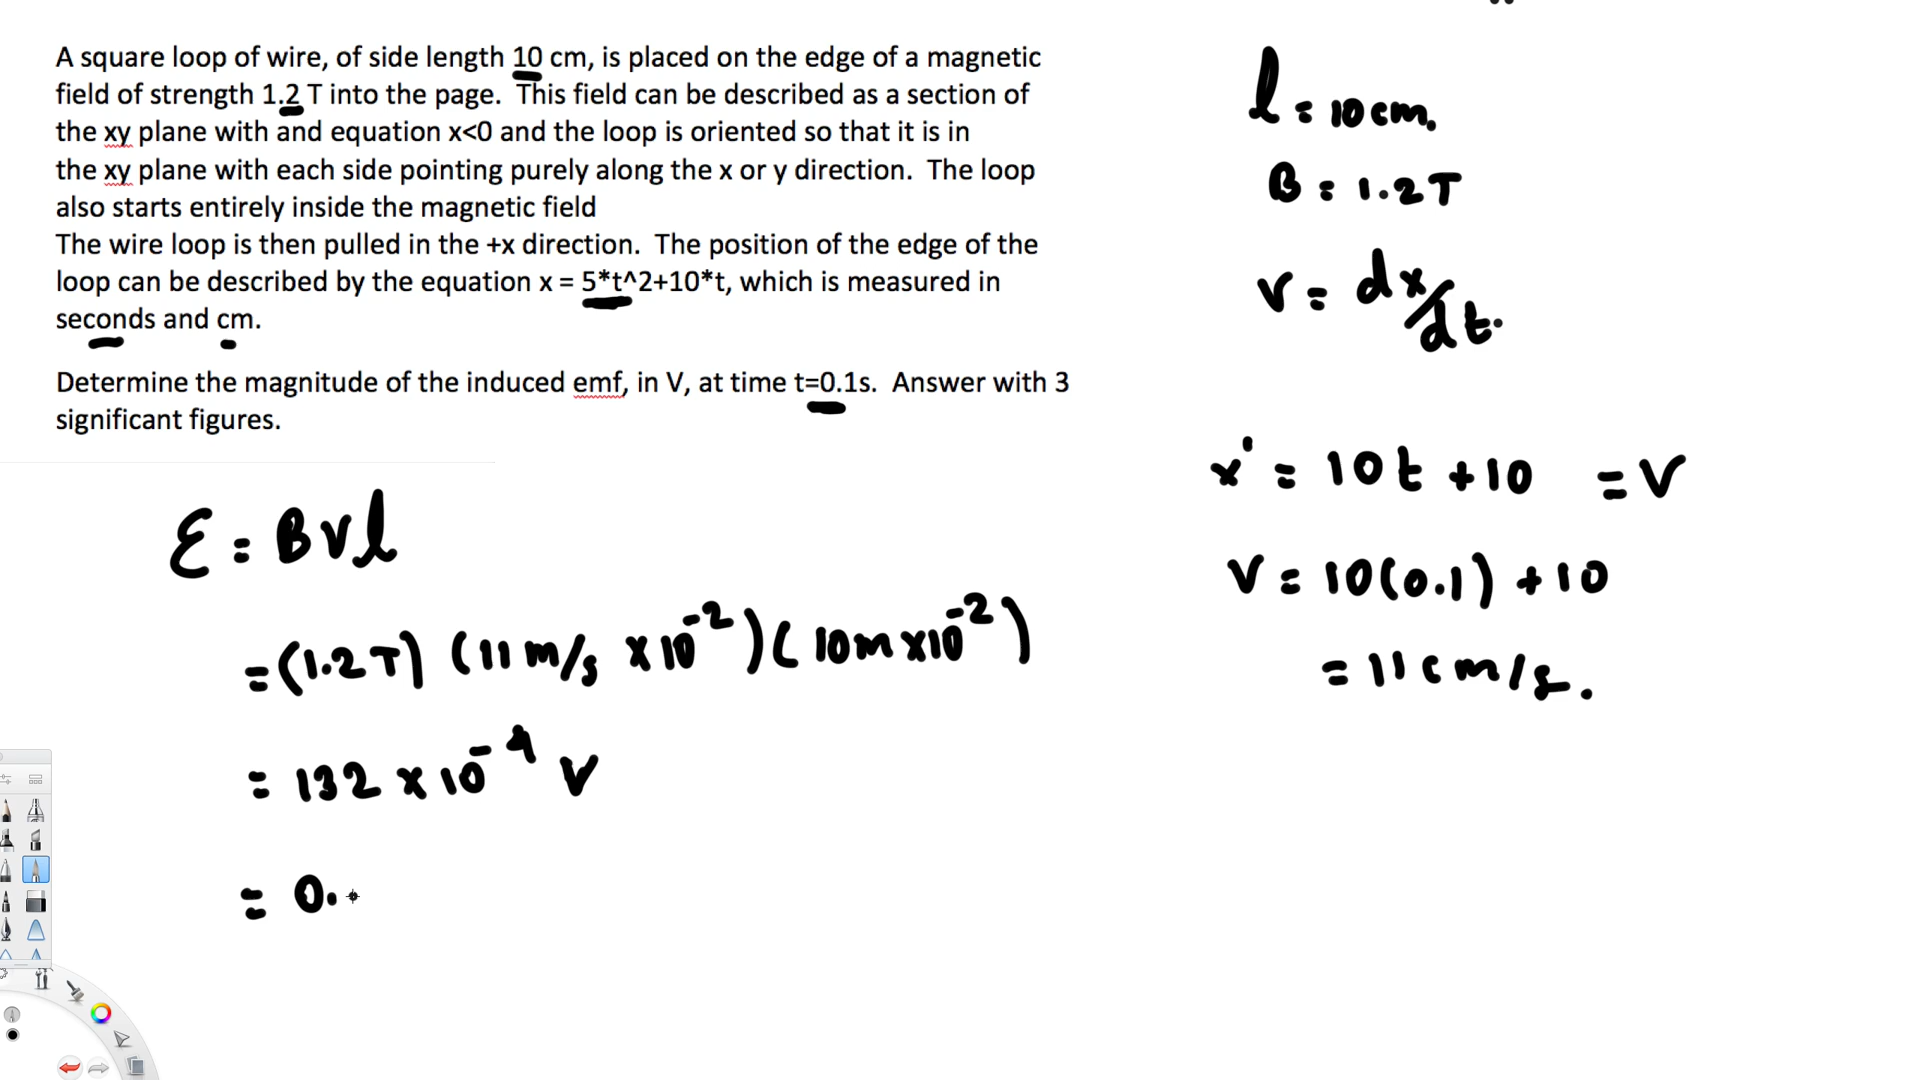 A square loop of wire, of side length 10 cm, is placed on the edge of a magnetic
field of strength 1.2 T into the page.  This field can be described as a section of
the xy plane with and equation x<0 and the loop is oriented so that it is in
the xy plane with each side pointing purely along the x or y direction.  The loop
also starts entirely inside the magnetic field
The wire loop is then pulled in the +x direction.  The position of the edge of the
loop can be described by the equation x = 5*t^2+10*t, which is measured in
seconds and cm.
Determine the magnitude of the induced emf, in V, at time t=0.1s.  Answer with 3
significant figures.
ε = Bvl
= (1.2T) (11 m/s x10^-2) (10m x10^-2)
= 132 x 10^-4 V
= 0.
l = 10cm.
B = 1.2T
v = dx/dt.
x' = 10t +10 = v
v = 10(0.1) +10
= 11cm/s.